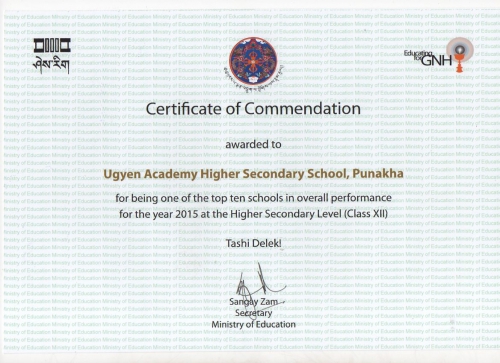 ཤེས་རིག
Educating
for GNH
Certificate of Commendation
awarded to
Ugyen Academy Higher Secondary School, Punakha
for being one of the top ten schools in overall performance
for the year 2015 at the Higher Secondary Level (Class XII)
Tashi Delek!
Sangay Zam
Secretary
Ministry of Education